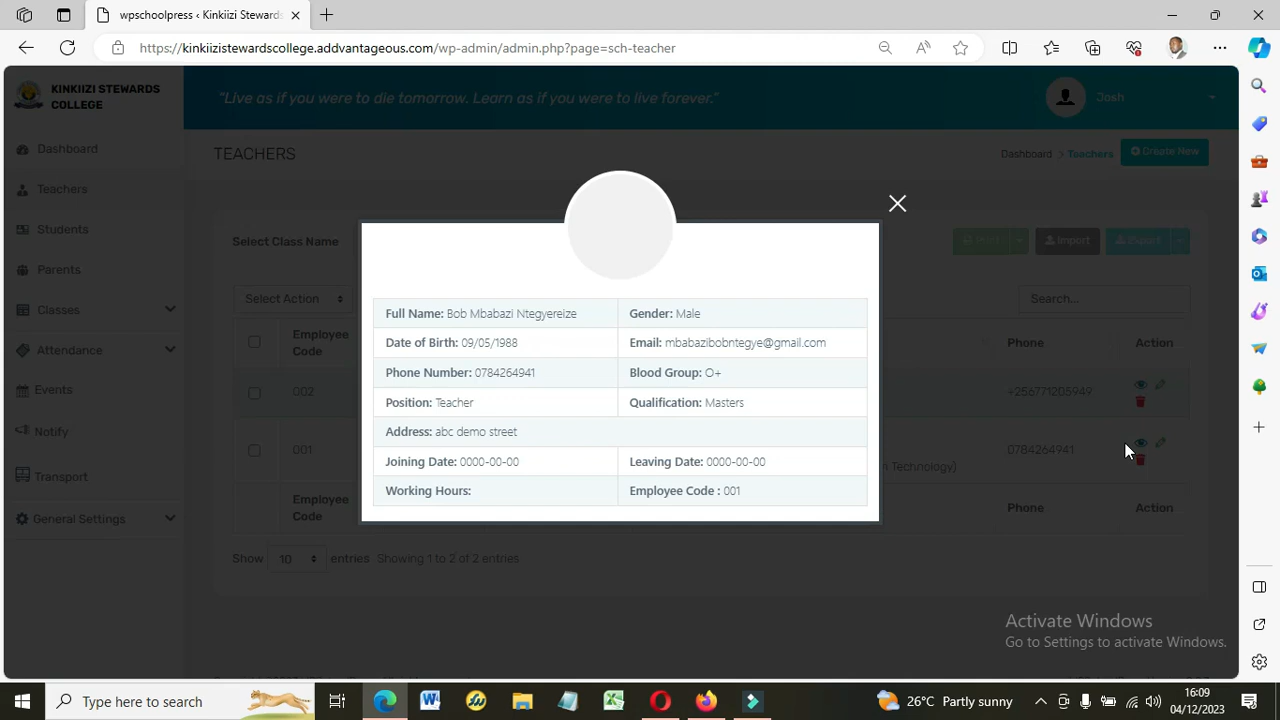 wpschoolpress ‹ Kinkiizi Steward
https://kinkiizistewardscollege.addvantageous.com/wp-admin/admin.php?page=sch-teacher
KINKIIZI STEWARDS
COLLEGE
"Live as if you were to die tomorrow. Learn as if you were to live forever."
Josh
Dashboard
TEACHERS
Dashboard > Teachers
Create New
Teachers
Students
Select Class Name
Import
Export
Parents
Select Action
Search...
Classes
Full Name: Bob Mbabazi Ntegyereize
Gender: Male
Employee
Code
Date of Birth: 09/05/1988
Email: mbabazibobntegye@gmail.com
Phone
Action
Attendance
Phone Number: 0784264941
Blood Group: O+
Events
002
+256771205949
Position: Teacher
Qualification: Masters
Notify
Address: abc demo street
001
0784264941
Joining Date: 0000-00-00
Leaving Date: 0000-00-00
n Technology)
Transport
Working Hours:
Employee Code : 001
Employee
Code
Phone
Action
General Settings
Show 10 entries Showing 1 to 2 of 2 entries
Activate Windows
Go to Settings to activate Windows.
Type here to search
26°C Partly sunny
16:09
04/12/2023